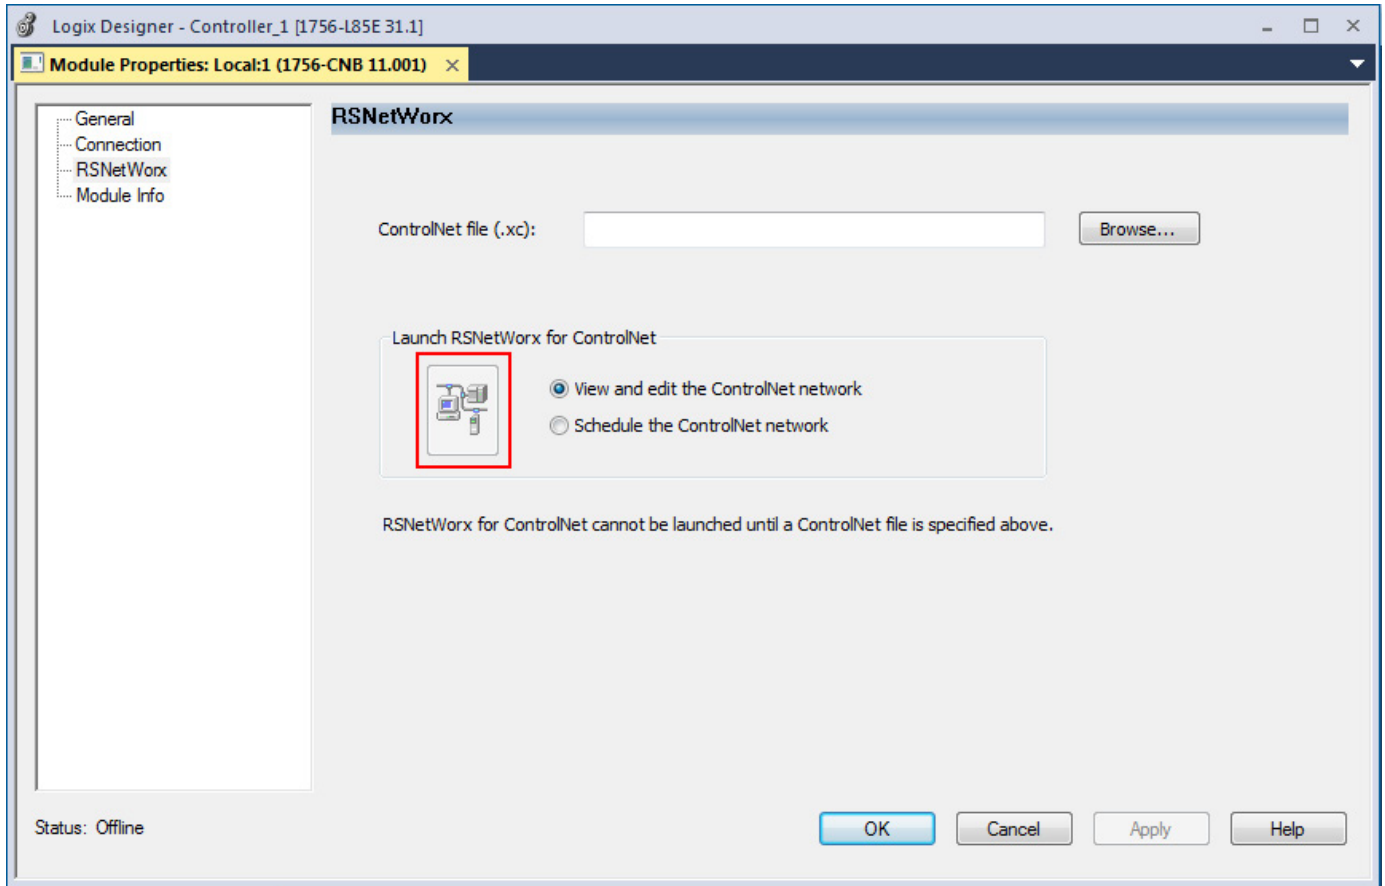 Logix Designer - Controller_1 [1756-L85E 31.1]
Module Properties: Local:1 (1756-CNB 11.001)
General
Connection
RSNetWorx
Module Info
RSNetWorx
ControlNet file (.xc):
Browse...
Launch RSNetWorx for ControlNet
View and edit the ControlNet network
Schedule the ControlNet network
RSNetWorx for ControlNet cannot be launched until a ControlNet file is specified above.
Status: Offline
OK
Cancel
Apply
Help